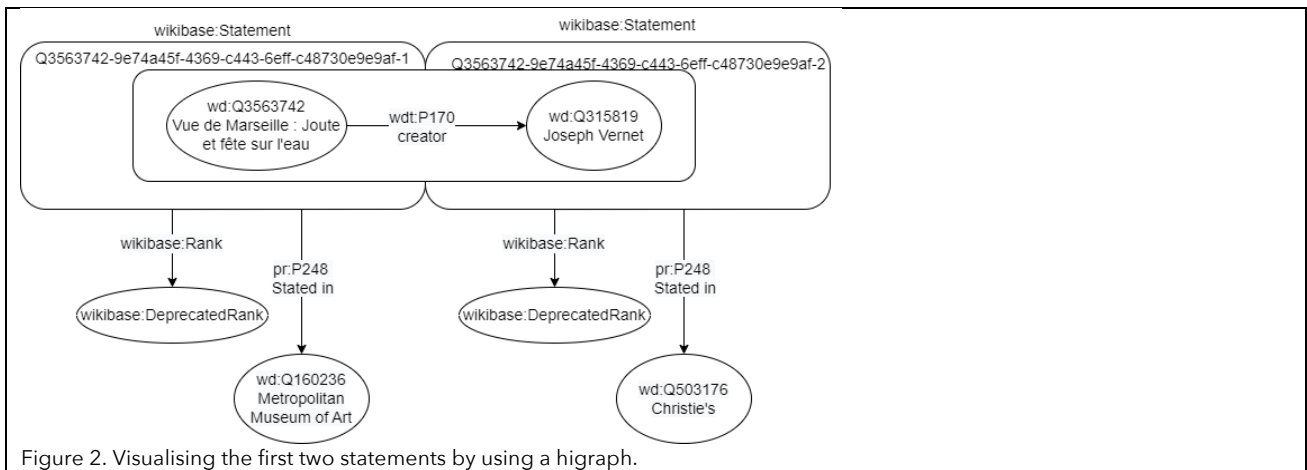 wikibase:Statement
wikibase:Statement
Q3563742-9e74a45f-4369-c443-6eff-c48730e9e9af-1
Q3563742-9e74a45f-4369-c443-6eff-c48730e9e9af-2
wd:Q3563742
Vue de Marseille : Joute
et fête sur l'eau
wdt:P170
creator
wd:Q315819
Joseph Vernet
wikibase:Rank
wikibase:Rank
pr:P248
Stated in
pr:P248
Stated in
wikibase:DeprecatedRank
wikibase:DeprecatedRank
wd:Q160236
Metropolitan
Museum of Art
wd:Q503176
Christie's
Figure 2. Visualising the first two statements by using a higraph.